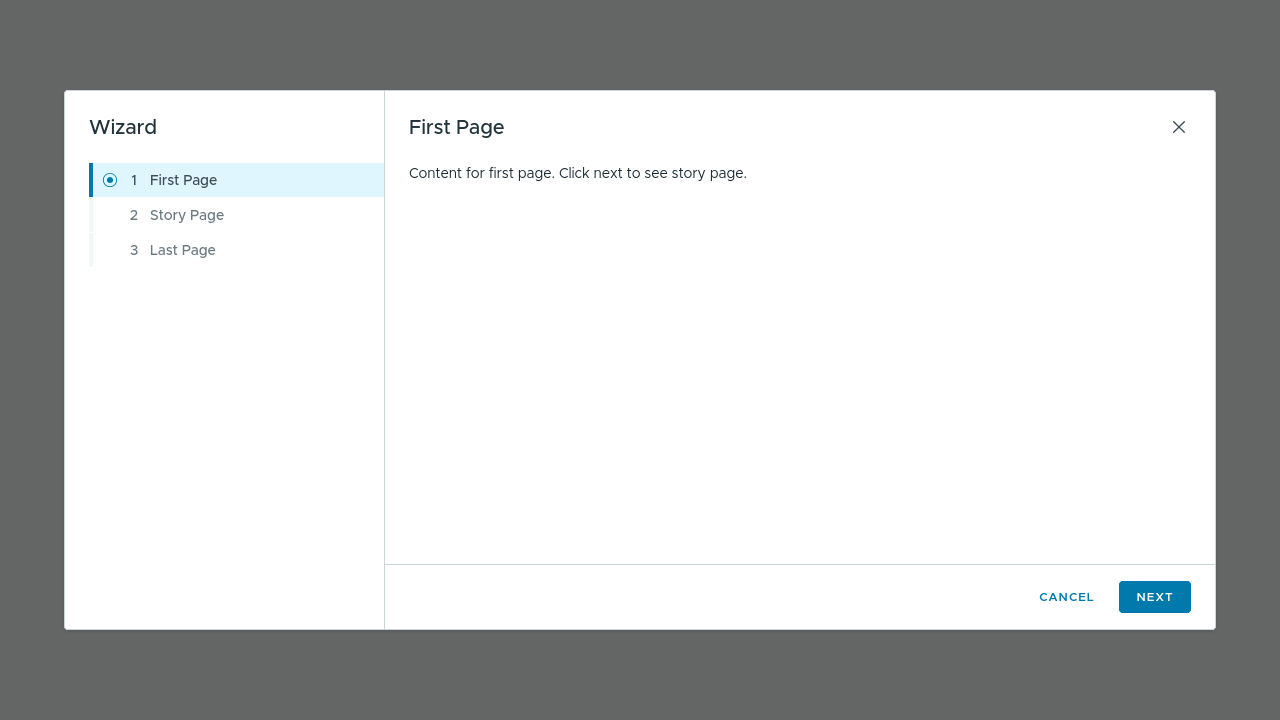 Wizard
1 First Page
2 Story Page
3 Last Page
First Page
Content for first page. Click next to see story page.
CANCEL
NEXT